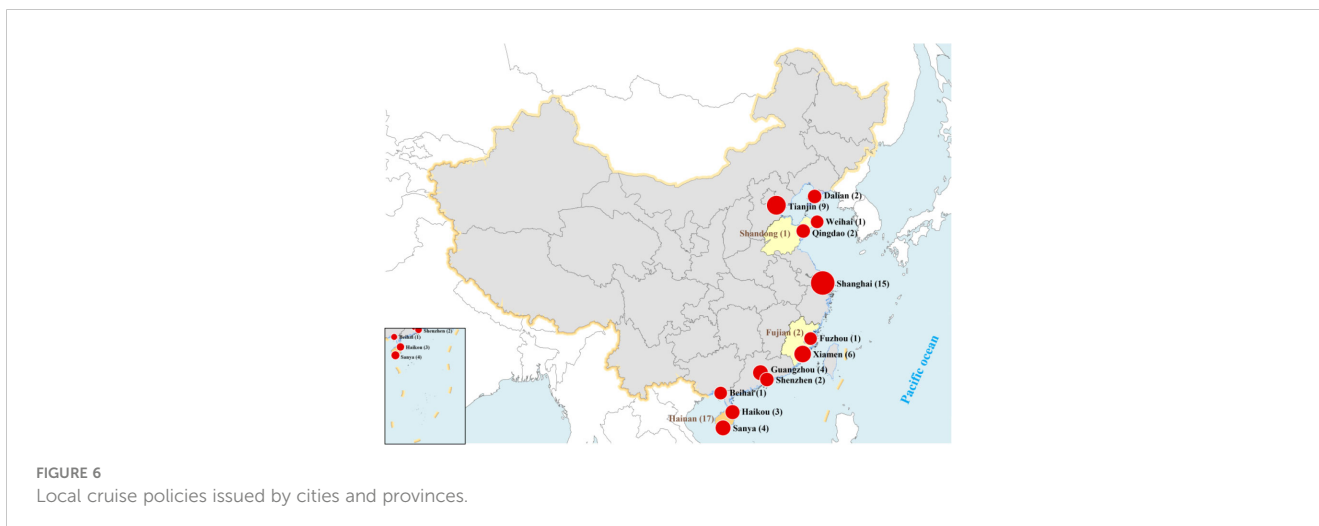 Dalian (2)
Tianjin (9)
Weihai (1)
Shandong (1)
Qingdao (2)
Shanghai (15)
Fujian (2)
Fuzhou (1)
Xiamen (6)
Guangzhou (4)
Shenzhen (2)
Beihai (1)
Haikou (3)
Hainan (17)
Sanya (4)
Pacific ocean
Shenzhen (2)
Beihai (1)
Haikou (3)
Sanya (4)
FIGURE 6
Local cruise policies issued by cities and provinces.